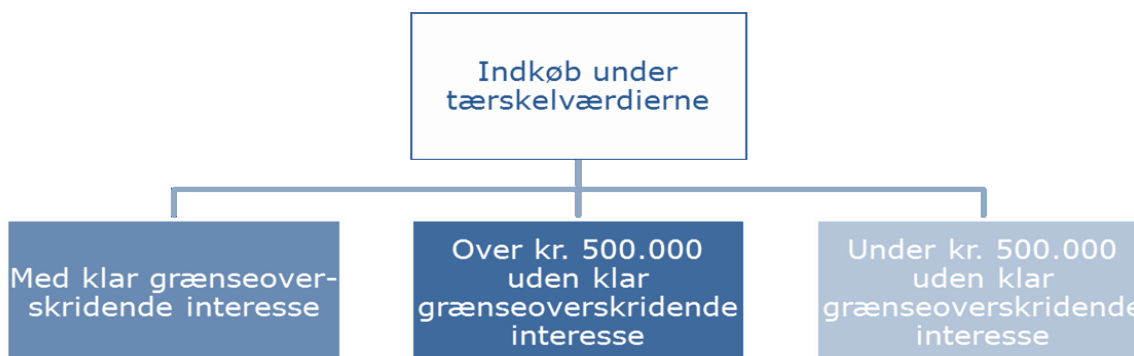 Indkøb under
tærskelværdierne
Med klar grænseover-
skridende interesse
Over kr. 500.000
uden klar
grænseoverskridende
interesse
Under kr. 500.000
uden klar
grænseoverskridende
interesse